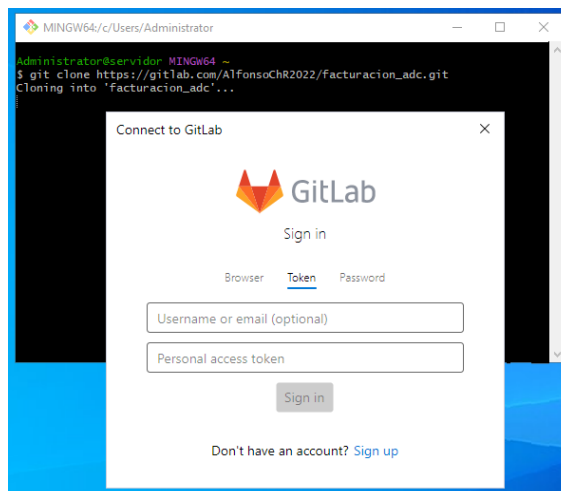 MINGW64:/c/Users/Administrator
Administrator@servidor MINGW64 ~
$ git clone https://gitlab.com/AlfonsoChR2022/facturacion_adc.git
Cloning into 'facturacion_adc'...
Connect to GitLab
GitLab
Sign in
Browser Token Password
Username or email (optional)
Personal access token
Sign in
Don't have an account? Sign up